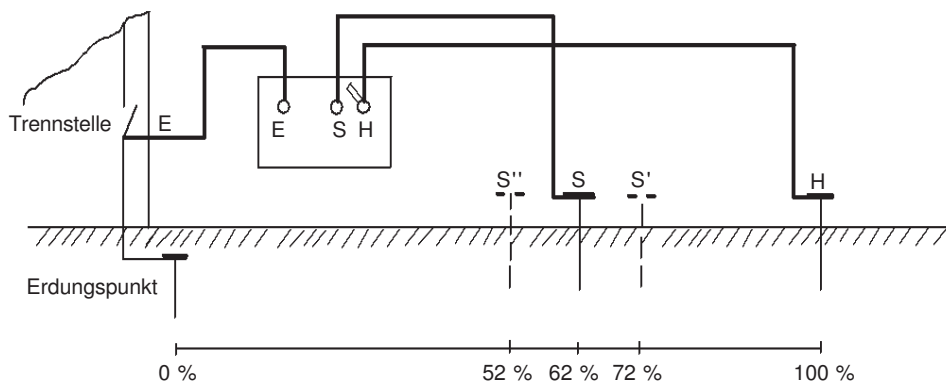 Trennstelle
E
E
S
H
S''
S
S'
H
Erdungspunkt
0 %
52 %
62 %
72 %
100 %